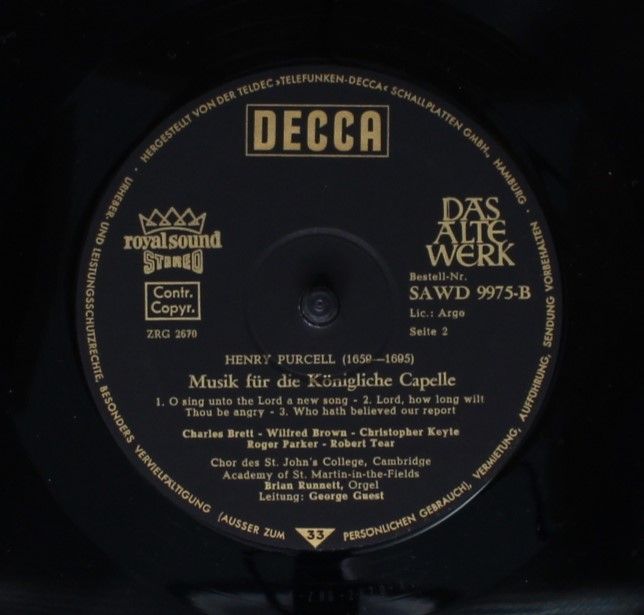 HERGESTELLT VON DER TELDEC »TELEFUNKEN-DECCA« SCHALLPLATTEN GMBH., HAMBURG · URHEBER- UND LEISTUNGSSCHUTZRECHTE, BESONDERS VERVIELFÄLTIGUNG (AUSSER ZUM PERSÖNLICHEN GEBRAUCH), VERMIETUNG, AUFFÜHRUNG, SENDUNG VORBEHALTEN ·
DECCA
royal sound
STEREO
DAS
ALTE
WERK
Contr.
Copyr.
Bestell-Nr.
SAWD 9975-B
Lic.: Argo
ZRG 2670
Seite 2
HENRY PURCELL (1659—1695)
Musik für die Königliche Capelle
1. O sing unto the Lord a new song - 2. Lord, how long wilt
Thou be angry - 3. Who hath believed our report
Charles Brett - Wilfred Brown - Christopher Keyte
Roger Parker - Robert Tear
Chor des St. John's College, Cambridge
Academy of St. Martin-in-the-Fields
Brian Runnett, Orgel
Leitung: George Guest
33